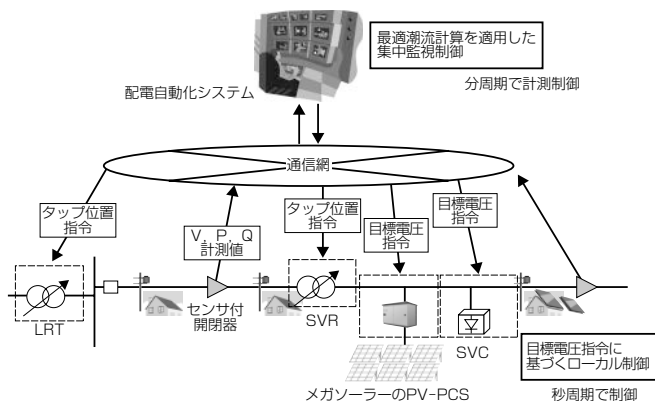 最適潮流計算を適用した
集中監視制御
分周期で計測制御
配電自動化システム
通信網
タップ位置
指令
V, P, Q
計測値
タップ位置
指令
目標電圧
指令
目標電圧
指令
LRT
センサ付
開閉器
SVR
SVC
メガソーラーのPV-PCS
目標電圧指令に
基づくローカル制御
秒周期で制御